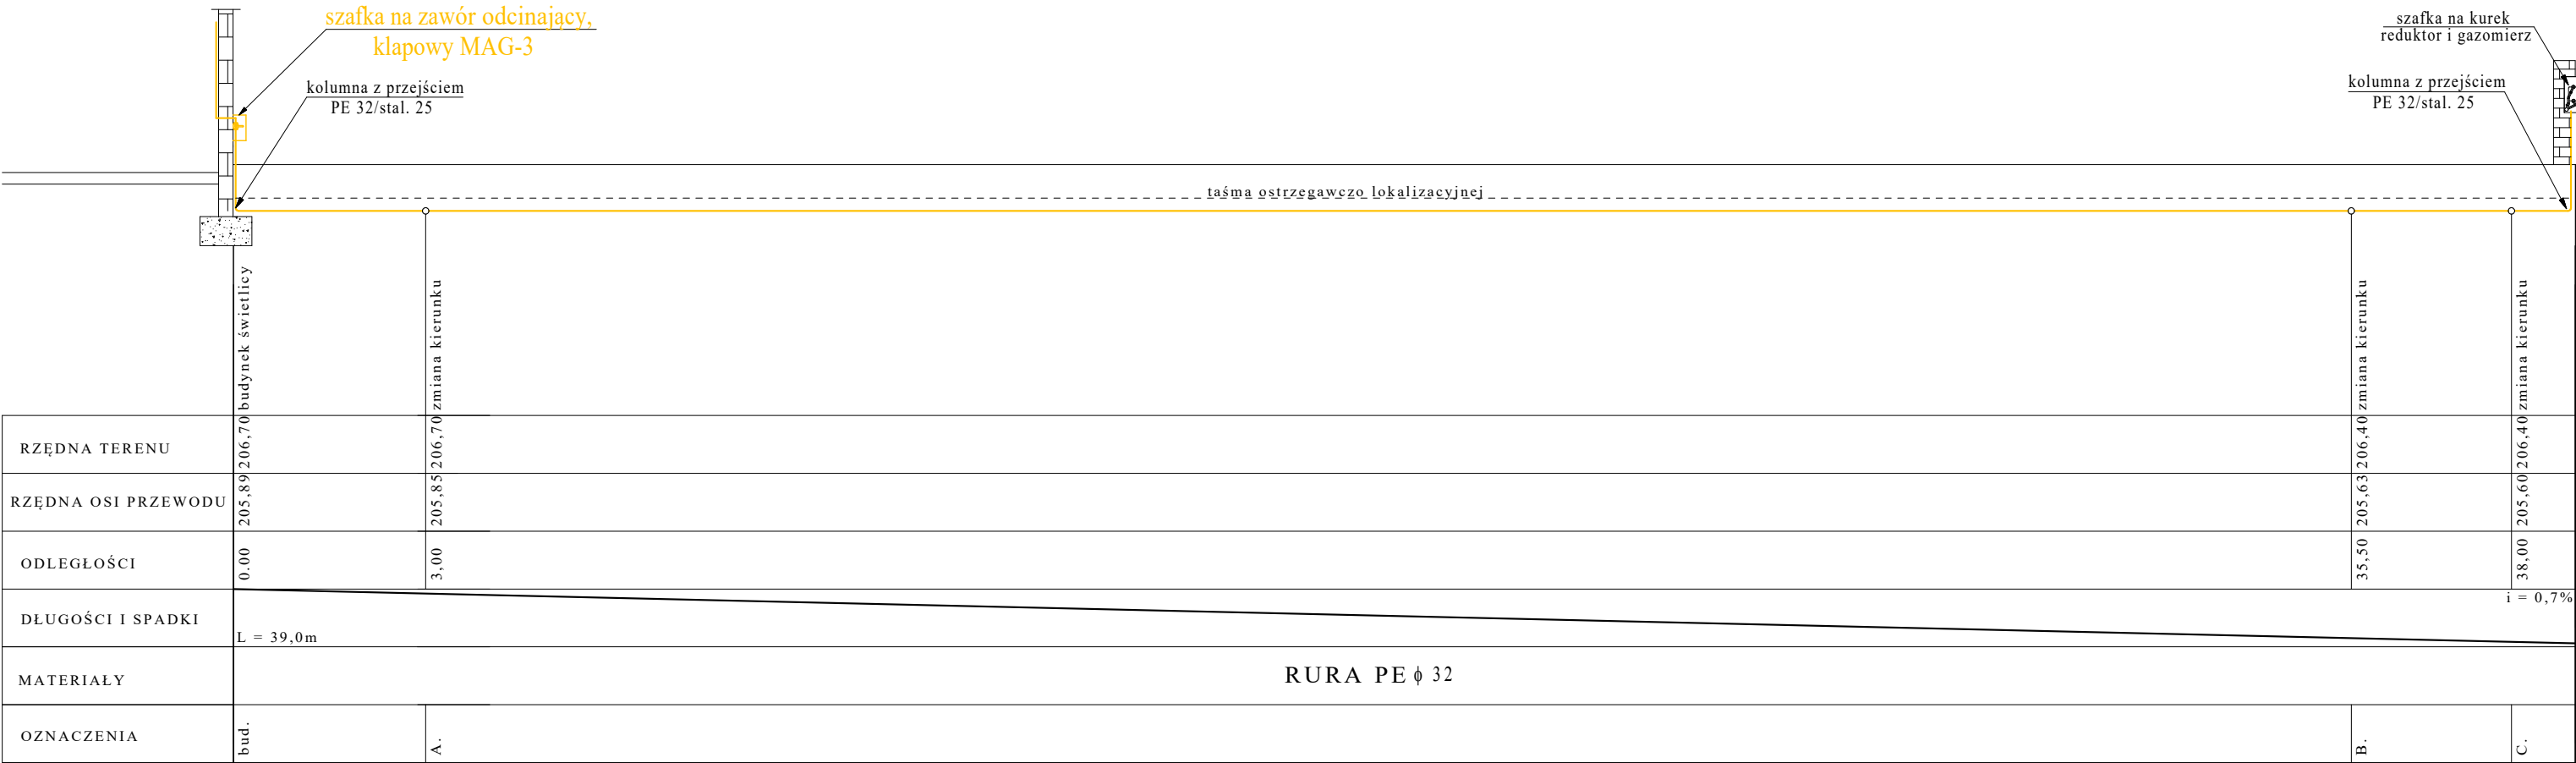 szafka na zawór odcinający,
klapowy MAG-3
szafka na kurek
reduktor i gazomierz
kolumna z przejściem
PE 32/stal. 25
kolumna z przejściem
PE 32/stal. 25
taśma ostrzegawczo lokalizacyjnej
budynek świetlicy
zmiana kierunku
zmiana kierunku
zmiana kierunku
RZĘDNA TERENU
206,70
206,70
206,40
206,40
RZĘDNA OSI PRZEWODU
205,89
205,85
205,63
205,60
ODLEGŁOŚCI
0.00
3,00
35,50
38,00
DŁUGOŚCI I SPADKI
L = 39,0m
i = 0,7%
MATERIAŁY
RURA PE ϕ 32
OZNACZENIA
bud.
A.
B.
C.